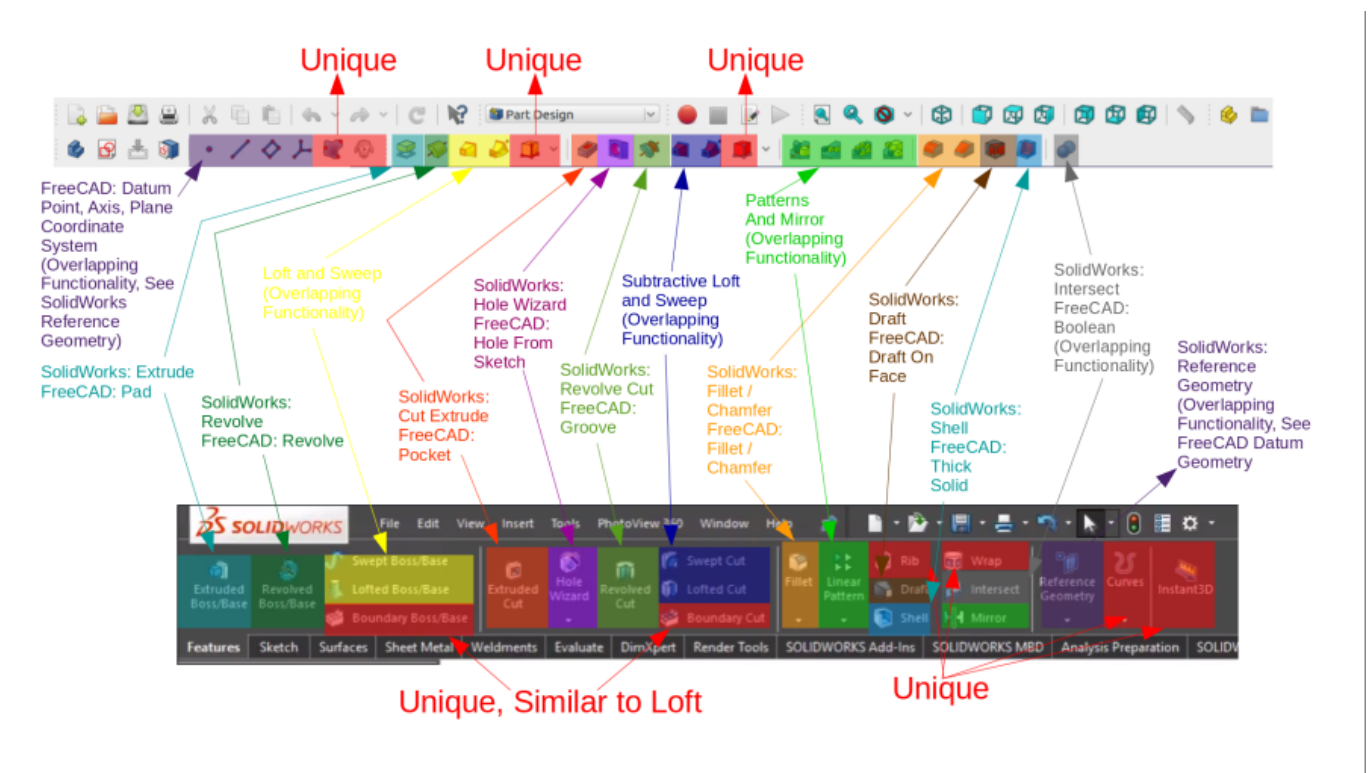 Unique
Unique
Unique
Part Design
FreeCAD: Datum
Point, Axis, Plane
Coordinate
System
(Overlapping
Functionality, See
SolidWorks
Reference
Geometry)
SolidWorks: Extrude
FreeCAD: Pad
SolidWorks:
Revolve
FreeCAD: Revolve
Loft and Sweep
(Overlapping
Functionality)
SolidWorks:
Cut Extrude
FreeCAD:
Pocket
SolidWorks:
Hole Wizard
FreeCAD:
Hole From
Sketch
SolidWorks:
Revolve Cut
FreeCAD:
Groove
Subtractive Loft
and Sweep
(Overlapping
Functionality)
Patterns
And Mirror
(Overlapping
Functionality)
SolidWorks:
Fillet /
Chamfer
FreeCAD:
Fillet /
Chamfer
SolidWorks:
Draft
FreeCAD:
Draft On
Face
SolidWorks:
Shell
FreeCAD:
Thick
Solid
SolidWorks:
Intersect
FreeCAD:
Boolean
(Overlapping
Functionality)
SolidWorks:
Reference
Geometry
(Overlapping
Functionality, See
FreeCAD Datum
Geometry
SOLIDWORKS File Edit View Insert Tools PhotoView 360 Window Help
Extruded
Boss/Base
Revolved
Boss/Base
Swept Boss/Base
Lofted Boss/Base
Boundary Boss/Base
Extruded
Cut
Hole
Wizard
Revolved
Cut
Swept Cut
Lofted Cut
Boundary Cut
Fillet
Linear
Pattern
Rib
Draft
Shell
Wrap
Intersect
Mirror
Reference
Geometry
Curves
Instant3D
Features Sketch Surfaces Sheet Metal Weldments Evaluate DimXpert Render Tools SOLIDWORKS Add-Ins SOLIDWORKS MBD Analysis Preparation
Unique, Similar to Loft
Unique